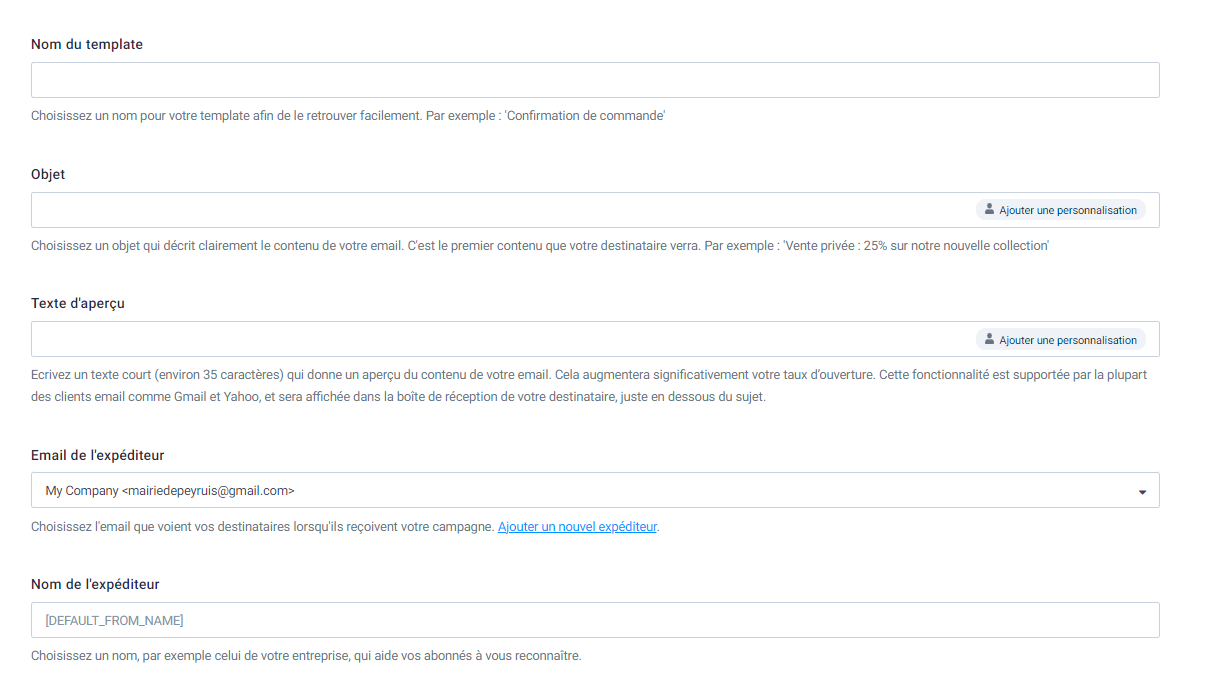 Nom du template
Choisissez un nom pour votre template afin de le retrouver facilement. Par exemple : 'Confirmation de commande'
Objet
Ajouter une personnalisation
Choisissez un objet qui décrit clairement le contenu de votre email. C'est le premier contenu que votre destinataire verra. Par exemple : 'Vente privée : 25% sur notre nouvelle collection'
Texte d'aperçu
Ajouter une personnalisation
Ecrivez un texte court (environ 35 caractères) qui donne un aperçu du contenu de votre email. Cela augmentera significativement votre taux d'ouverture. Cette fonctionnalité est supportée par la plupart
des clients email comme Gmail et Yahoo, et sera affichée dans la boîte de réception de votre destinataire, juste en dessous du sujet.
Email de l'expéditeur
My Company <mairiedepeyruis@gmail.com>
Choisissez l'email que voient vos destinataires lorsqu'ils reçoivent votre campagne. Ajouter un nouvel expéditeur.
Nom de l'expéditeur
[DEFAULT_FROM_NAME]
Choisissez un nom, par exemple celui de votre entreprise, qui aide vos abonnés à vous reconnaître.